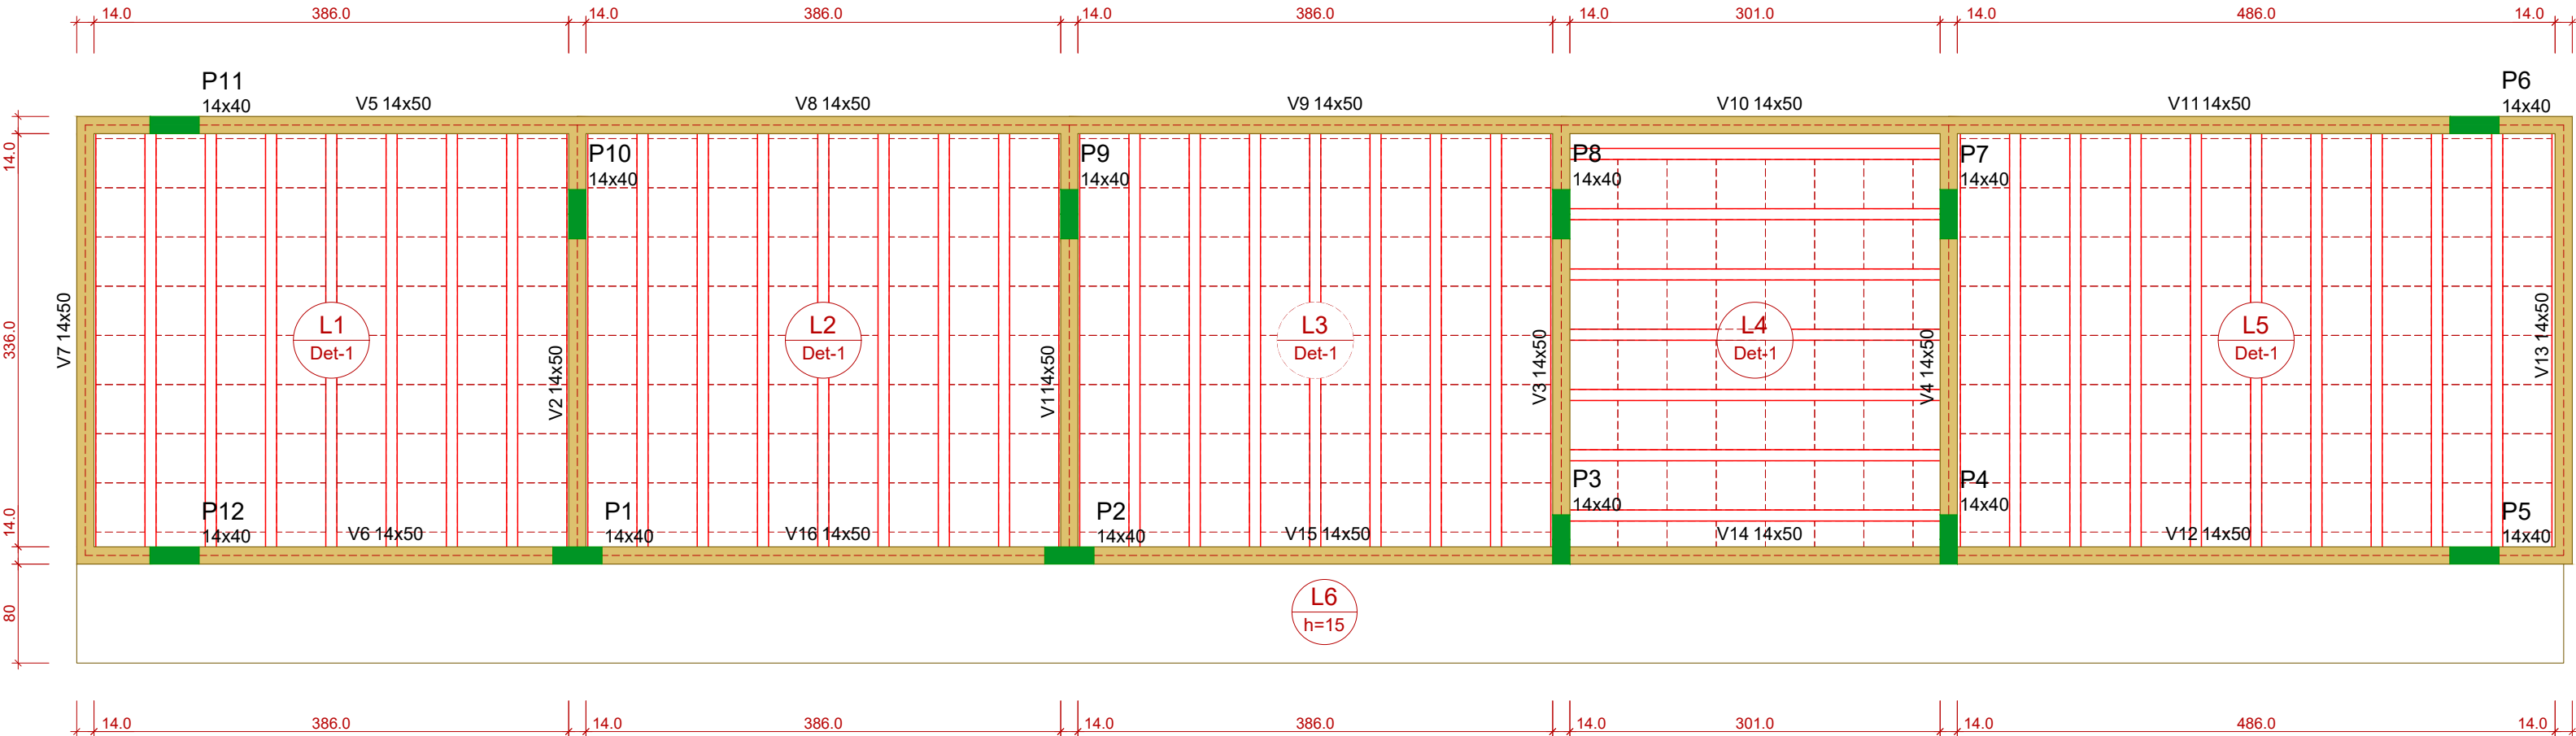 14.0 386.0 14.0 386.0 14.0 386.0 14.0 301.0 14.0 486.0 14.0
P11
14x40
V5 14x50
V8 14x50
V9 14x50
V10 14x50
V11 14x50
P6
14x40
14.0
P10
14x40
P9
14x40
P8
14x40
P7
14x40
336.0
V7 14x50
L1
Det-1
V2 14x50
L2
Det-1
V1 14x50
L3
Det-1
V3 14x50
L4
Det-1
V4 14x50
L5
Det-1
V13 14x50
P3
14x40
P4
14x40
14.0
P12
14x40
V6 14x50
P1
14x40
V16 14x50
P2
14x40
V15 14x50
V14 14x50
V12 14x50
P5
14x40
80
L6
h=15
14.0 386.0 14.0 386.0 14.0 386.0 14.0 301.0 14.0 486.0 14.0